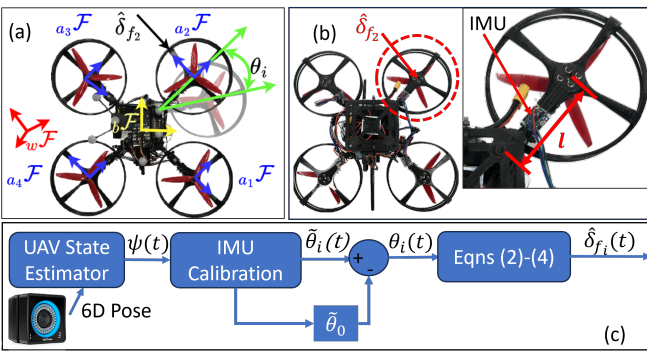 (a)
a₃ℱ
δ̂_f₂
a₂ℱ
θᵢ
wℱ
bℱ
a₄ℱ
a₁ℱ
(b)
δ̂_f₂
IMU
l
UAV State
Estimator
ψ(t)
IMU
Calibration
θ̃ᵢ(t)
+
-
θᵢ(t)
Eqns (2)-(4)
δ̂_fᵢ(t)
6D Pose
θ̃₀
(c)